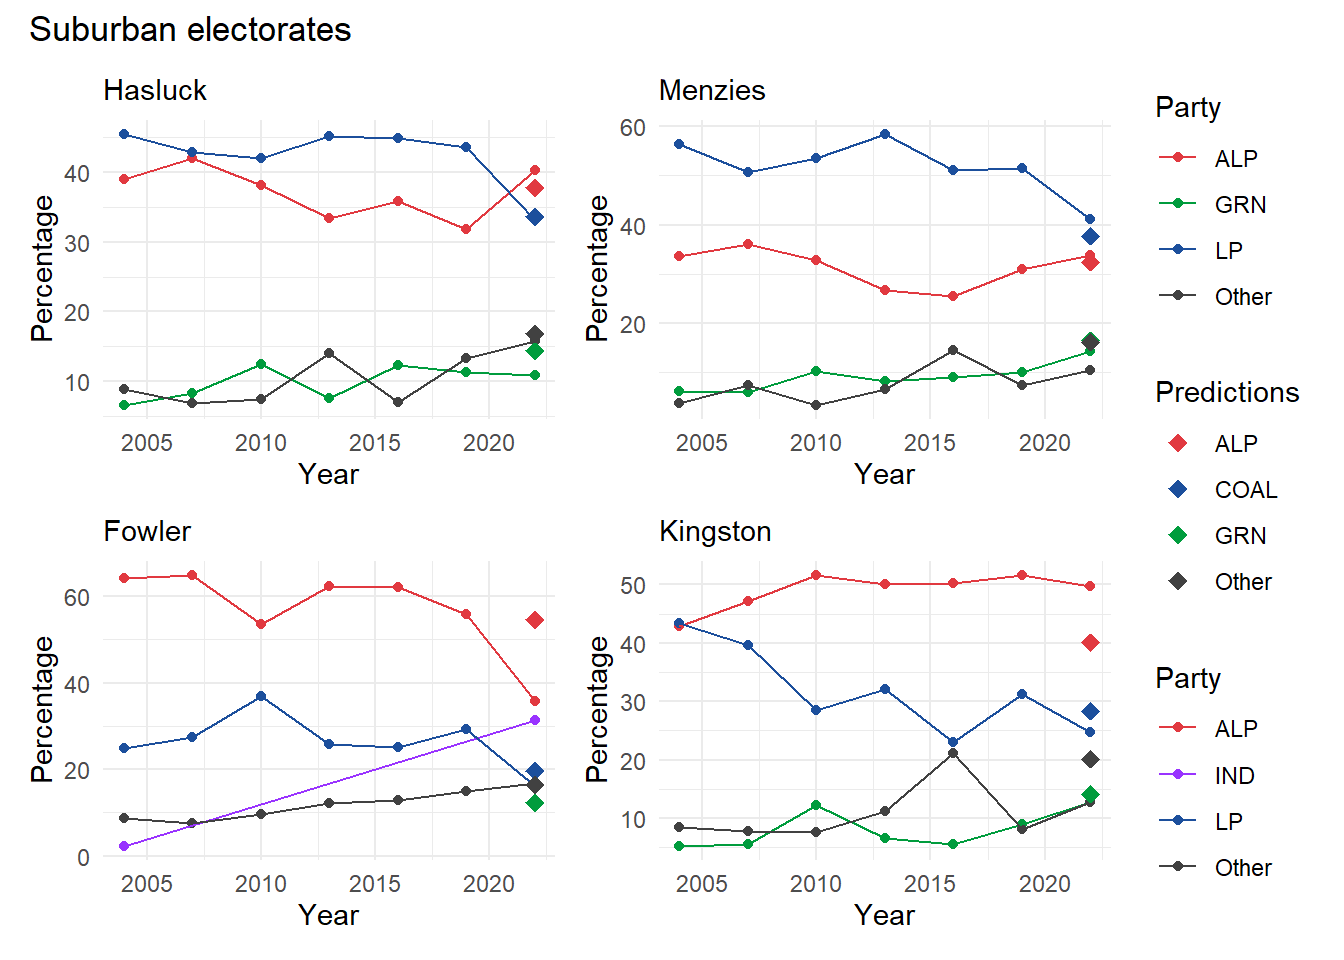 Suburban electorates
Hasluck
Percentage
40
30
20
10
2005 2010 2015 2020
Year
Menzies
Percentage
60
40
20
2005 2010 2015 2020
Year
Fowler
Percentage
60
40
20
0
2005 2010 2015 2020
Year
Kingston
Percentage
50
40
30
20
10
2005 2010 2015 2020
Year
Party
ALP
GRN
LP
Other
Predictions
ALP
COAL
GRN
Other
Party
ALP
IND
LP
Other